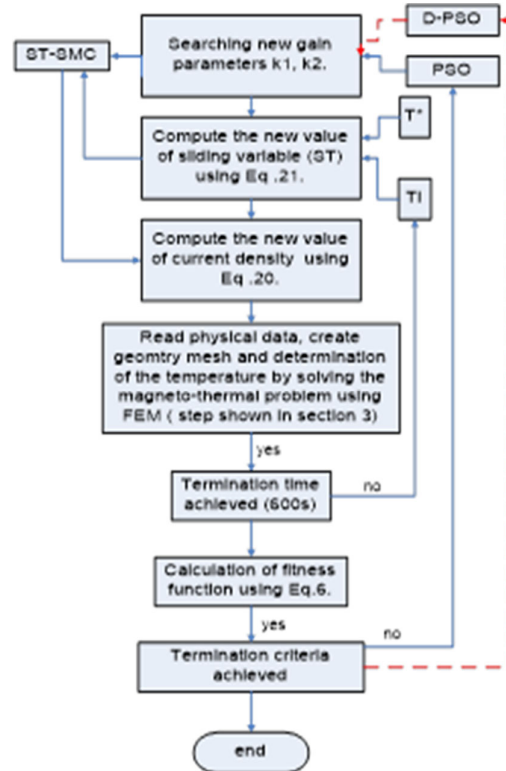 D-PSO
Searching new gain
parameters k1, k2.
ST-SMC
PSO
T*
Compute the new value
of sliding variable (ST)
using Eq .21.
Tl
Compute the new value
of current density using
Eq .20.
Read physical data, create
geomtry mesh and determination
of the temperature by solving the
magneto-thermal problem using
FEM ( step shown in section 3)
yes
Termination time
achieved (600s)
no
Calculation of fitness
function using Eq.6.
yes
no
Termination criteria
achieved
end